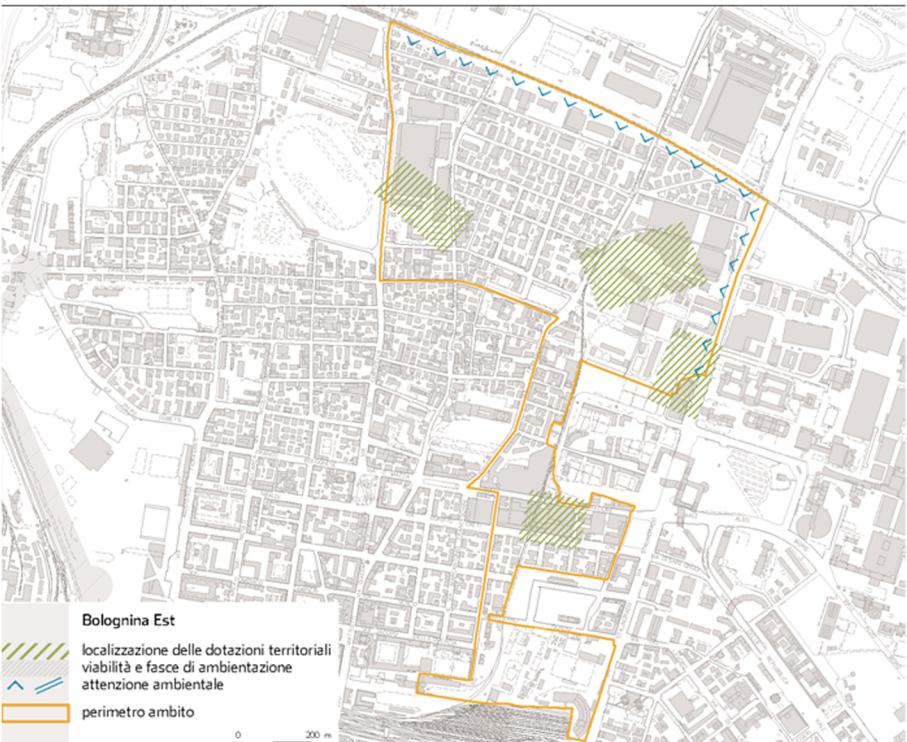 Bolognina Est
localizzazione delle dotazioni territoriali
viabilità e fasce di ambientazione
attenzione ambientale
perimetro ambito
0 200 m